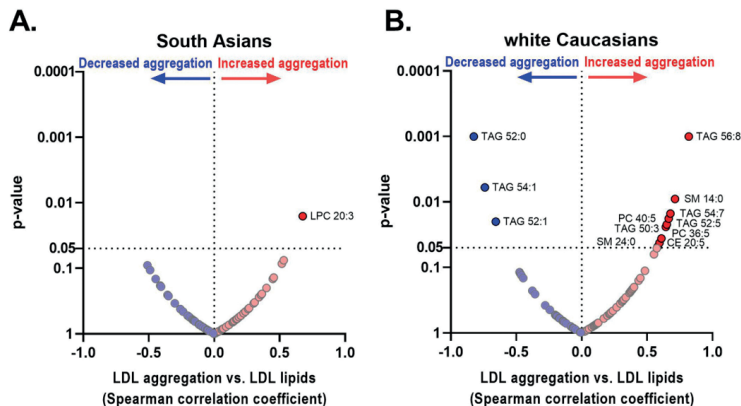 A.
South Asians
Decreased aggregation
Increased aggregation
0.0001
0.001
0.01
0.05
0.1
1
p-value
LPC 20:3
-1.0
-0.5
0.0
0.5
1.0
LDL aggregation vs. LDL lipids
(Spearman correlation coefficient)
B.
white Caucasians
Decreased aggregation
Increased aggregation
0.0001
0.001
0.01
0.05
0.1
1
p-value
TAG 52:0
TAG 56:8
TAG 54:1
SM 14:0
TAG 52:1
PC 40:5
TAG 54:7
TAG 50:3
TAG 52:5
PC 36:5
SM 24:0
CE 20:5
-1.0
-0.5
0.0
0.5
1.0
LDL aggregation vs. LDL lipids
(Spearman correlation coefficient)